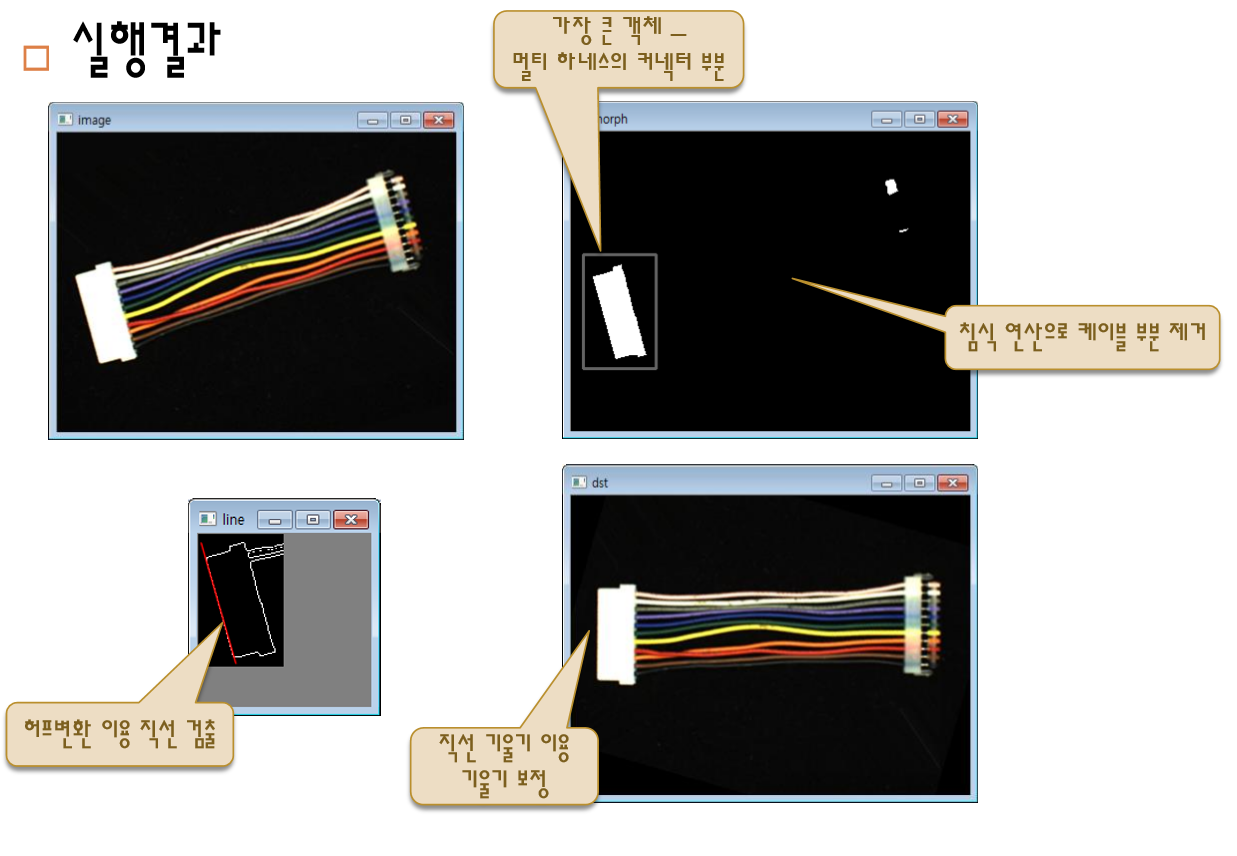 실행결과
가장 큰 객체 _
멀티 하네스의 커넥터 부분
image
morph
침식 연산으로 케이블 부분 제거
dst
line
허프변환 이용 직선 검출
직선 기울기 이용
기울기 보정